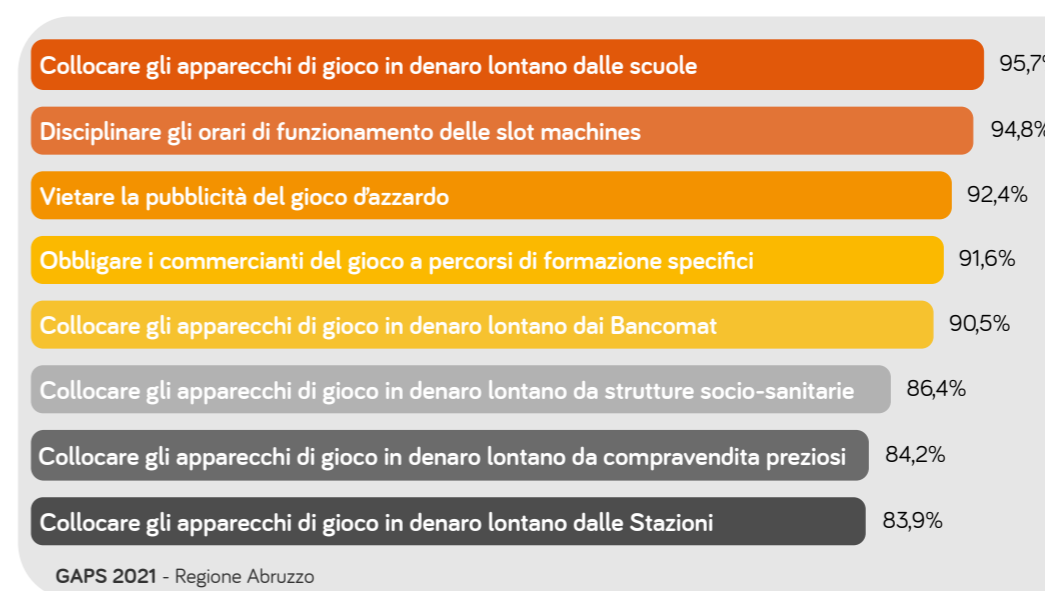 Collocare gli apparecchi di gioco in denaro lontano dalle scuole 95,7%
Disciplinare gli orari di funzionamento delle slot machines 94,8%
Vietare la pubblicità del gioco d'azzardo 92,4%
Obbligare i commercianti del gioco a percorsi di formazione specifici 91,6%
Collocare gli apparecchi di gioco in denaro lontano dai Bancomat 90,5%
Collocare gli apparecchi di gioco in denaro lontano da strutture socio-sanitarie 86,4%
Collocare gli apparecchi di gioco in denaro lontano da compravendita preziosi 84,2%
Collocare gli apparecchi di gioco in denaro lontano dalle Stazioni 83,9%
GAPS 2021 - Regione Abruzzo